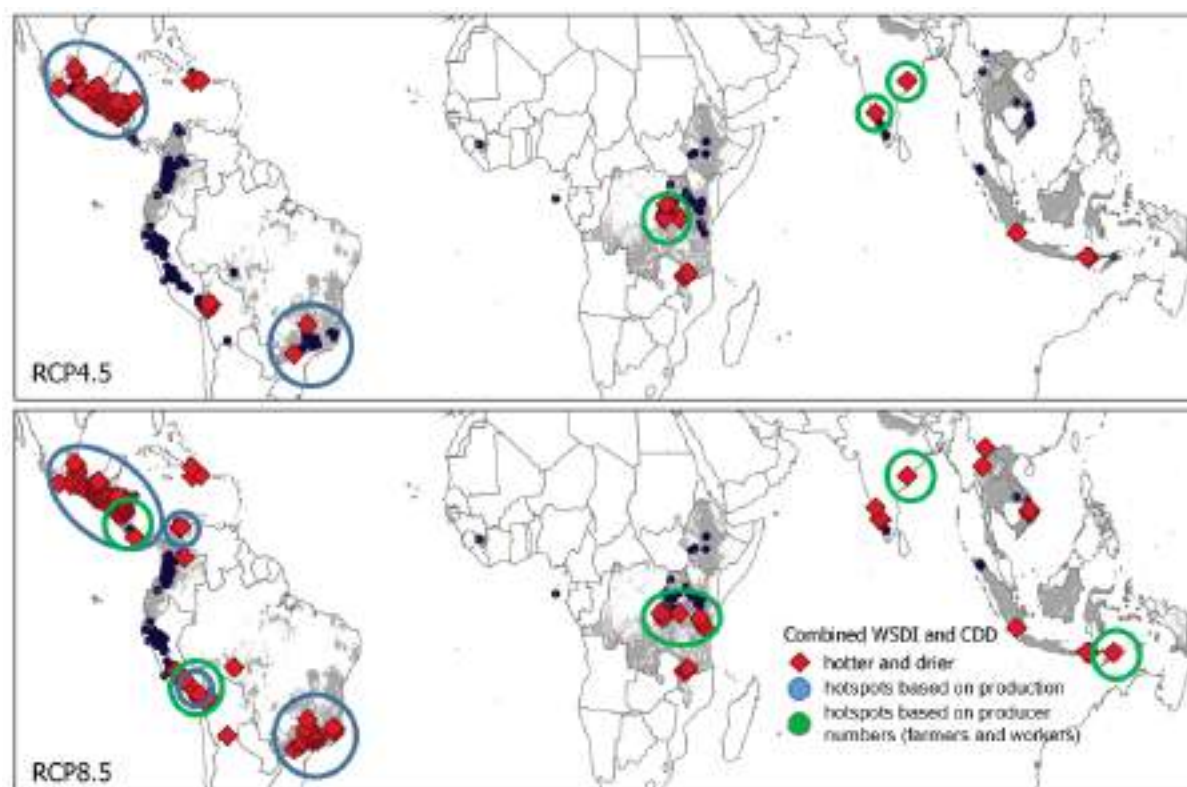 RCP4.5
Combined WSDI and CDD
hotter and drier
hotspots based on production
hotspots based on producer
numbers (farmers and workers)
RCP8.5